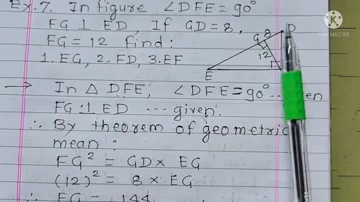 Ex.7. In figure ∠DFE = 90°
FG ⊥ ED, If GD = 8,
FG = 12 find:
1. EG, 2. FD, 3. EF
G 8 D
12
E
→ In △ DFE, ∠DFE = 90° ...
FG ⊥ ED ... given.
∴ By theorem of geometric
mean:
FG² = GD × EG
(12)² = 8 × EG
∴ EG = 144